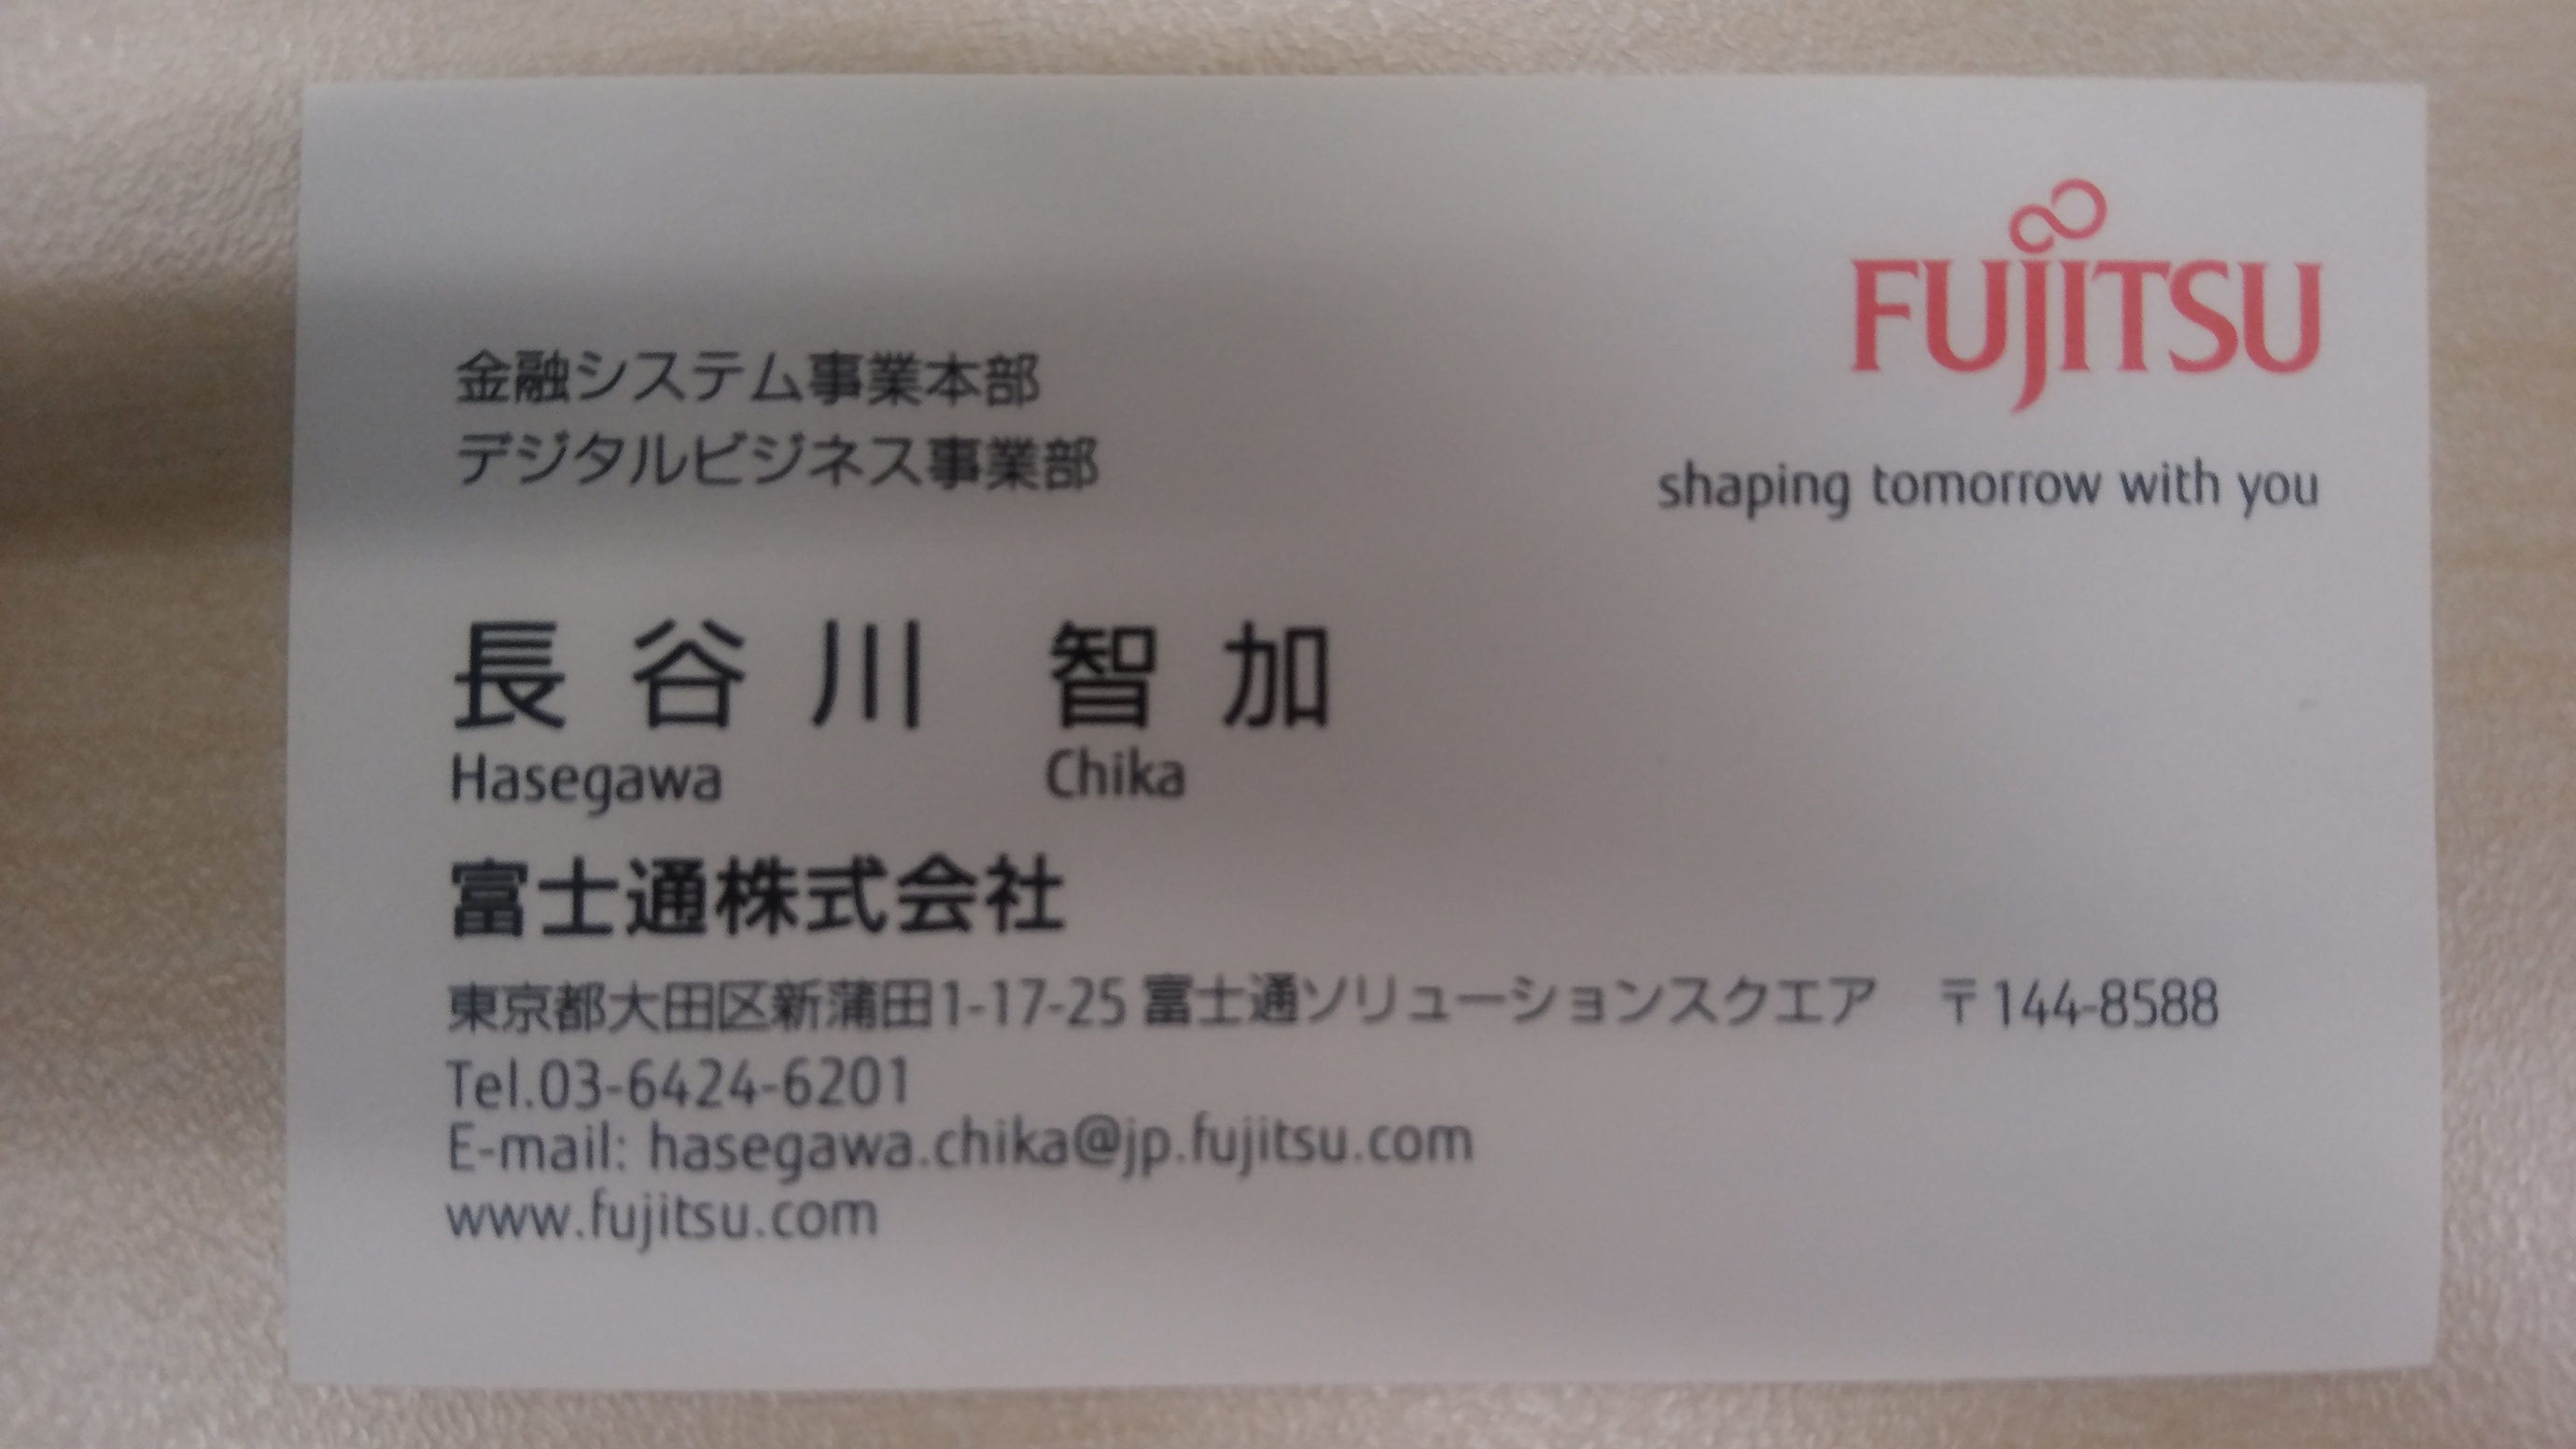 FUJITSU
shaping tomorrow with you
金融システム事業本部
デジタルビジネス事業部
長谷川 智加
Hasegawa Chika
富士通株式会社
東京都大田区新蒲田1-17-25 富士通ソリューションスクエア 〒144-8588
Tel.03-6424-6201
E-mail: hasegawa.chika@jp.fujitsu.com
www.fujitsu.com